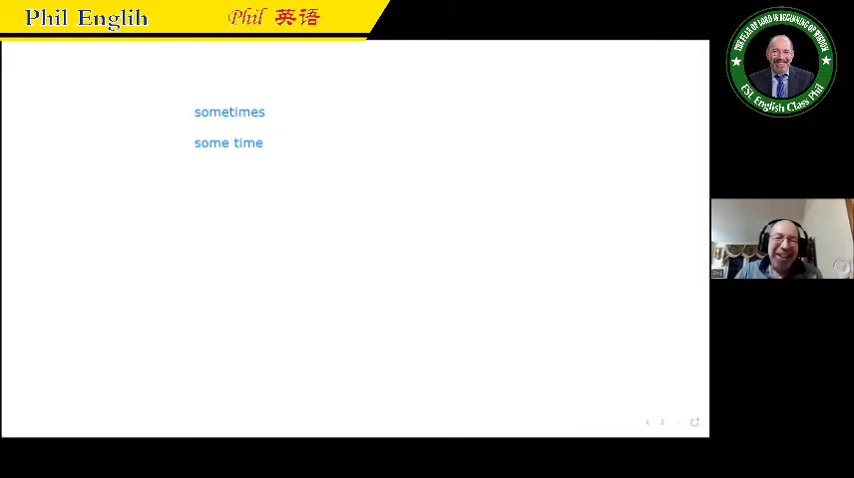 Phil Englih
Phil 英语
THE FEAR OF LORD IS BEGINNING OF WISDOM
ESL English Class Phil
sometimes
some time
2